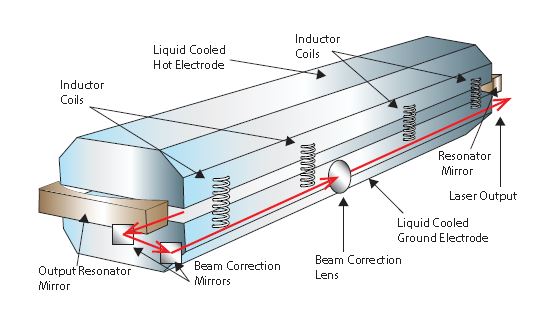 Liquid Cooled
Hot Electrode
Inductor
Coils
Inductor
Coils
Resonator
Mirror
Laser Output
Liquid Cooled
Ground Electrode
Beam Correction
Lens
Beam Correction
Mirrors
Output Resonator
Mirror